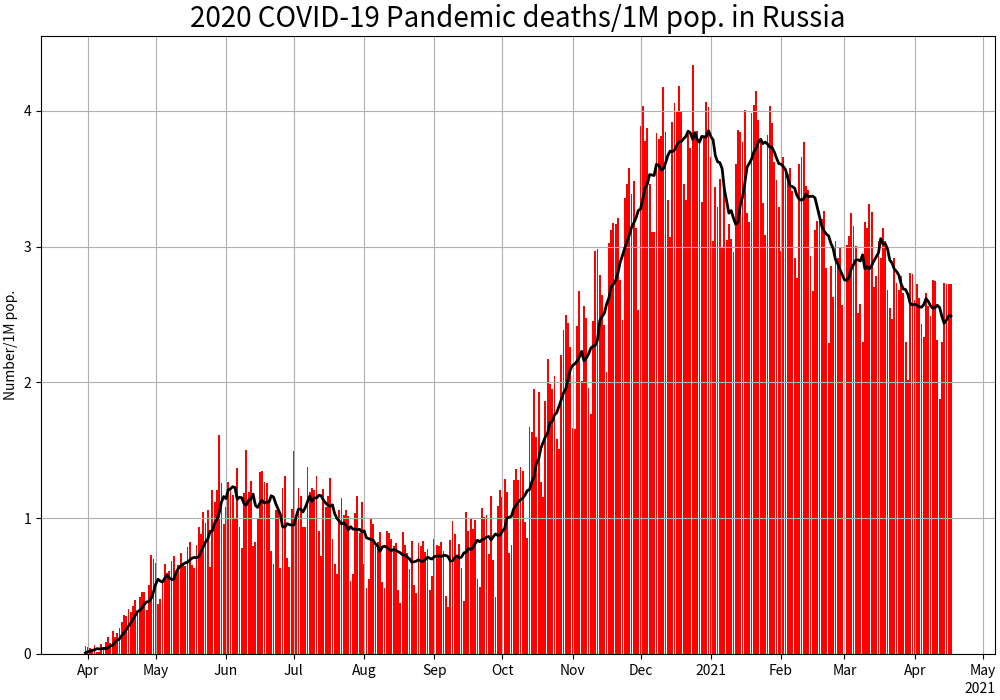 2020 COVID-19 Pandemic deaths/1M pop. in Russia
Number/1M pop.
4
3
2
1
0
Apr May Jun Jul Aug Sep Oct Nov Dec 2021 Feb Mar Apr May
2021